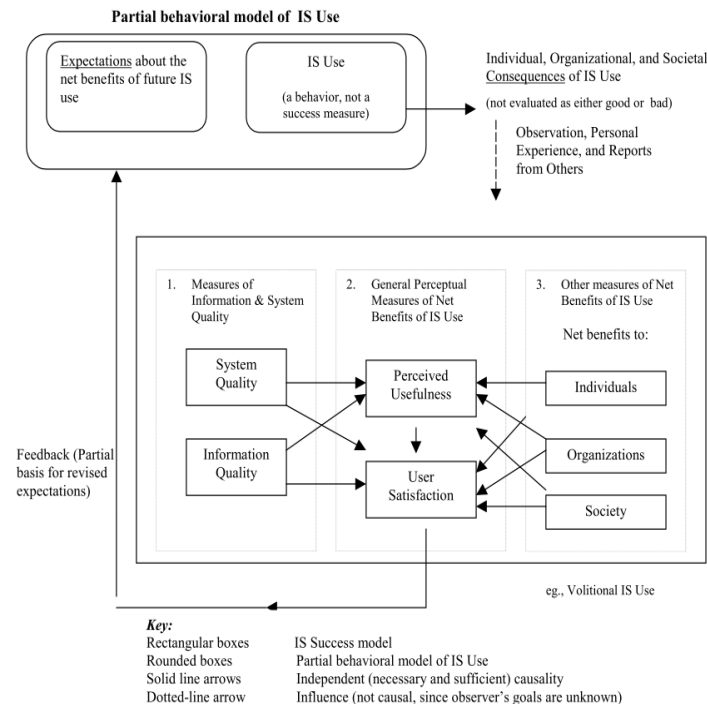 Partial behavioral model of IS Use
Expectations about the
net benefits of future IS
use
IS Use
(a behavior, not a
success measure)
Individual, Organizational, and Societal
Consequences of IS Use
(not evaluated as either good or bad)
Observation, Personal
Experience, and Reports
from Others
1. Measures of
Information & System
Quality
2. General Perceptual
Measures of Net
Benefits of IS Use
3. Other measures of Net
Benefits of IS Use
Net benefits to:
System
Quality
Perceived
Usefulness
Individuals
Information
Quality
User
Satisfaction
Organizations
Society
Feedback (Partial
basis for revised
expectations)
eg., Volitional IS Use
Key:
Rectangular boxes IS Success model
Rounded boxes Partial behavioral model of IS Use
Solid line arrows Independent (necessary and sufficient) causality
Dotted-line arrow Influence (not causal, since observer's goals are unknown)